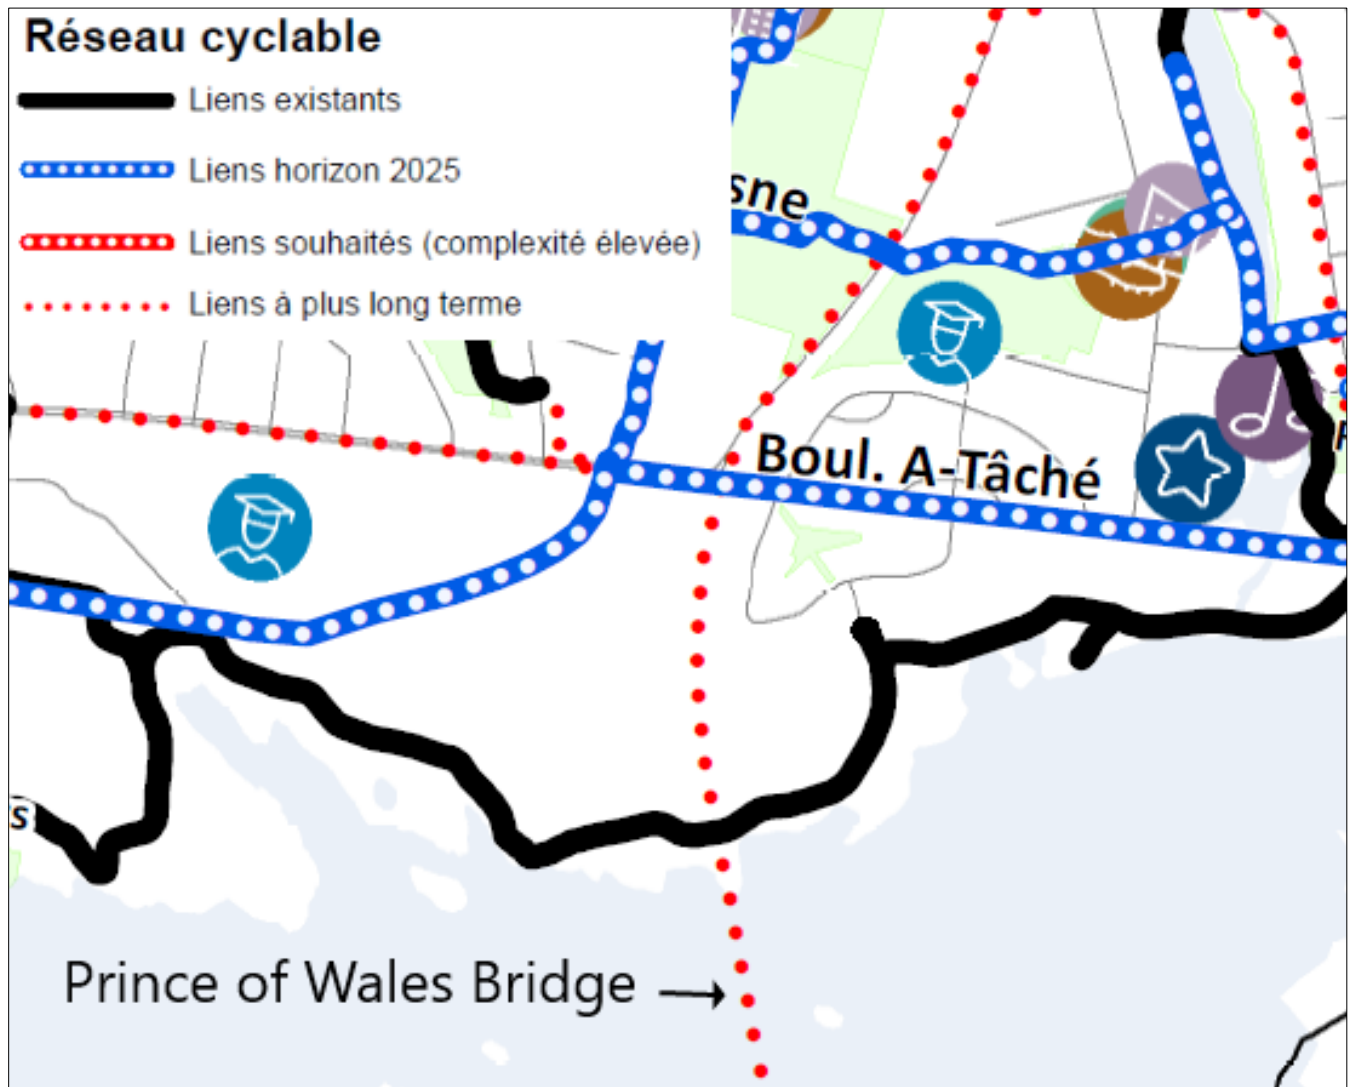 Réseau cyclable
Liens existants
Liens horizon 2025
Liens souhaités (complexité élevée)
Liens à plus long terme
sne
Boul. A-Tâché
s
Prince of Wales Bridge